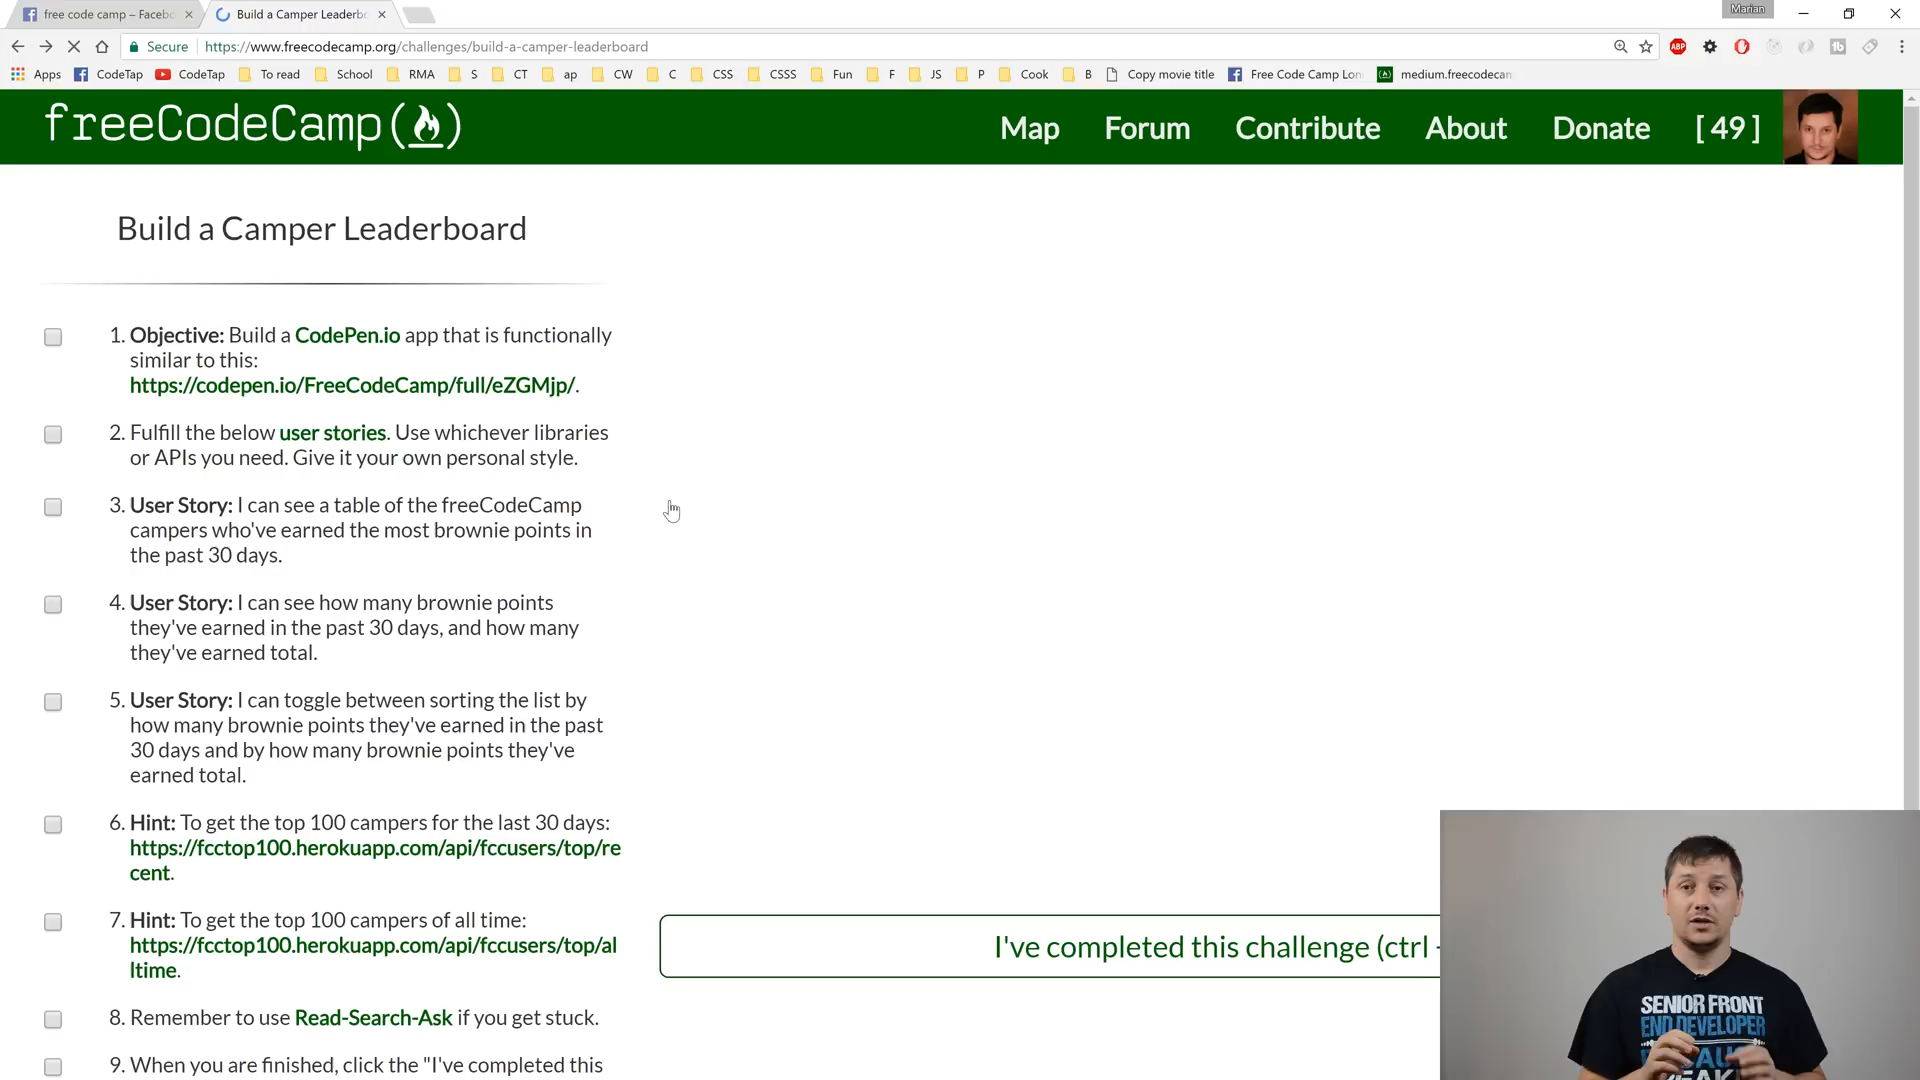 free code camp – Faceb
Build a Camper Leaderb
Marian
Secure
https://www.freecodecamp.org/challenges/build-a-camper-leaderboard
ABP
Apps CodeTap CodeTap To read School RMA S CT ap CW C CSS CSSS Fun F JS P Cook B Copy movie title Free Code Camp Lon medium.freecodecan
freeCodeCamp
Map Forum Contribute About Donate [ 49 ]
Build a Camper Leaderboard
1. Objective: Build a CodePen.io app that is functionally
similar to this:
https://codepen.io/FreeCodeCamp/full/eZGMjp/.
2. Fulfill the below user stories. Use whichever libraries
or APIs you need. Give it your own personal style.
3. User Story: I can see a table of the freeCodeCamp
campers who've earned the most brownie points in
the past 30 days.
4. User Story: I can see how many brownie points
they've earned in the past 30 days, and how many
they've earned total.
5. User Story: I can toggle between sorting the list by
how many brownie points they've earned in the past
30 days and by how many brownie points they've
earned total.
6. Hint: To get the top 100 campers for the last 30 days:
https://fcctop100.herokuapp.com/api/fccusers/top/re
cent.
7. Hint: To get the top 100 campers of all time:
https://fcctop100.herokuapp.com/api/fccusers/top/al
ltime.
8. Remember to use Read-Search-Ask if you get stuck.
9. When you are finished, click the "I've completed this
I've completed this challenge (ctrl
SENIOR FRONT
END DEVELOPER